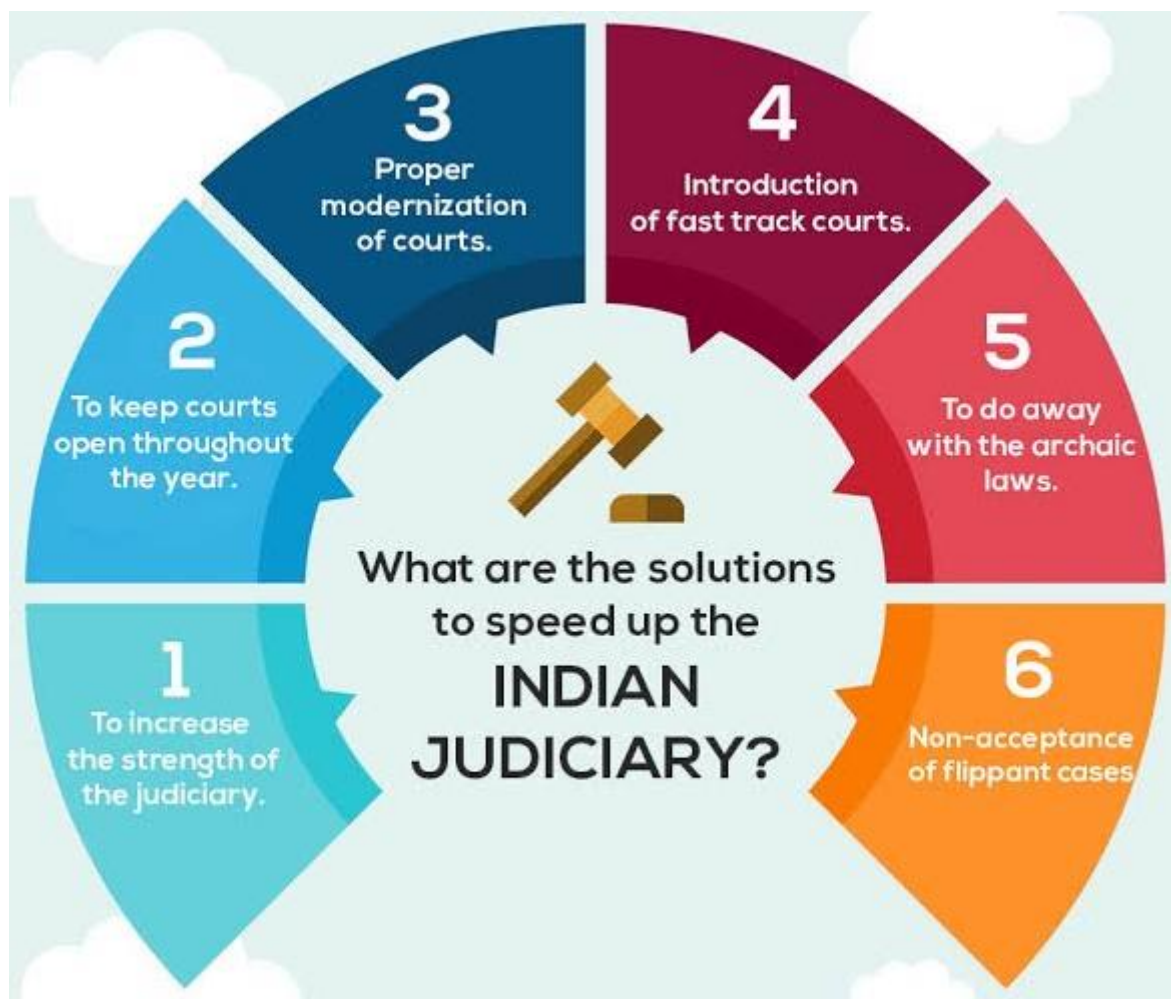 What are the solutions
to speed up the
INDIAN
JUDICIARY?
1
To increase
the strength of
the judiciary.
2
To keep courts
open throughout
the year.
3
Proper
modernization
of courts.
4
Introduction
of fast track courts.
5
To do away
with the archaic
laws.
6
Non-acceptance
of flippant cases